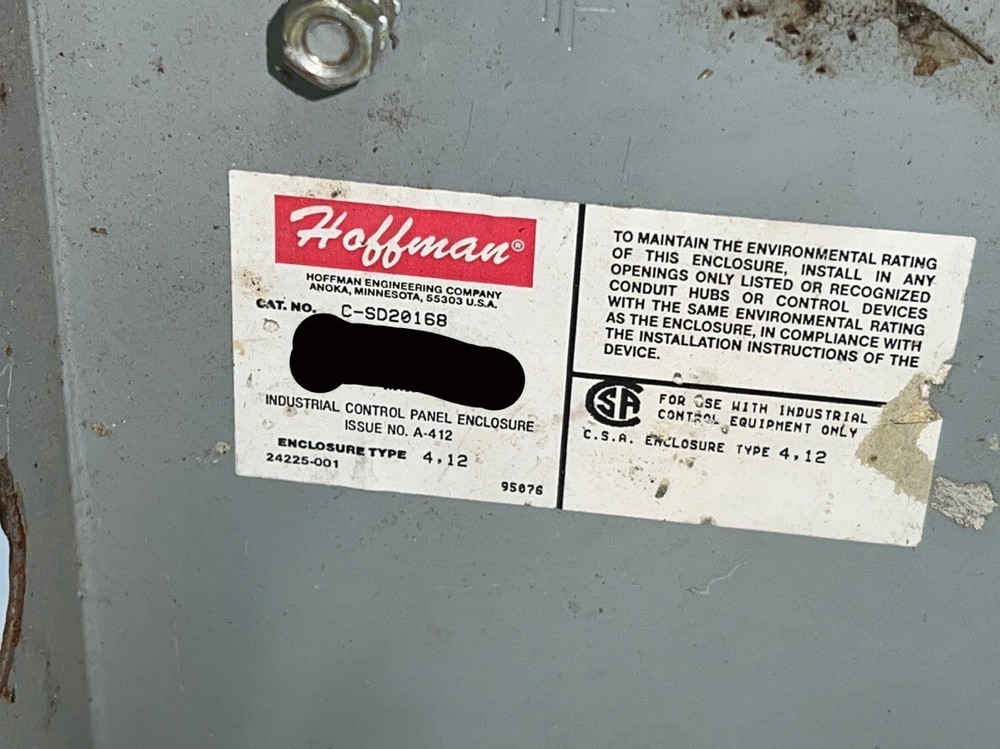 Hoffman®
HOFFMAN ENGINEERING COMPANY
ANOKA, MINNESOTA, 55303 U.S.A.
CAT. NO. C-SD20168
INDUSTRIAL CONTROL PANEL ENCLOSURE
ISSUE NO. A-412
ENCLOSURE TYPE 4,12
24225-001
95076
TO MAINTAIN THE ENVIRONMENTAL RATING
OF THIS ENCLOSURE, INSTALL IN ANY
OPENINGS ONLY LISTED OR RECOGNIZED
CONDUIT HUBS OR CONTROL DEVICES
WITH THE SAME ENVIRONMENTAL RATING
AS THE ENCLOSURE, IN COMPLIANCE WITH
THE INSTALLATION INSTRUCTIONS OF THE
DEVICE.
CSA
FOR USE WITH INDUSTRIAL
CONTROL EQUIPMENT ONLY
C.S.A. ENCLOSURE TYPE 4,12